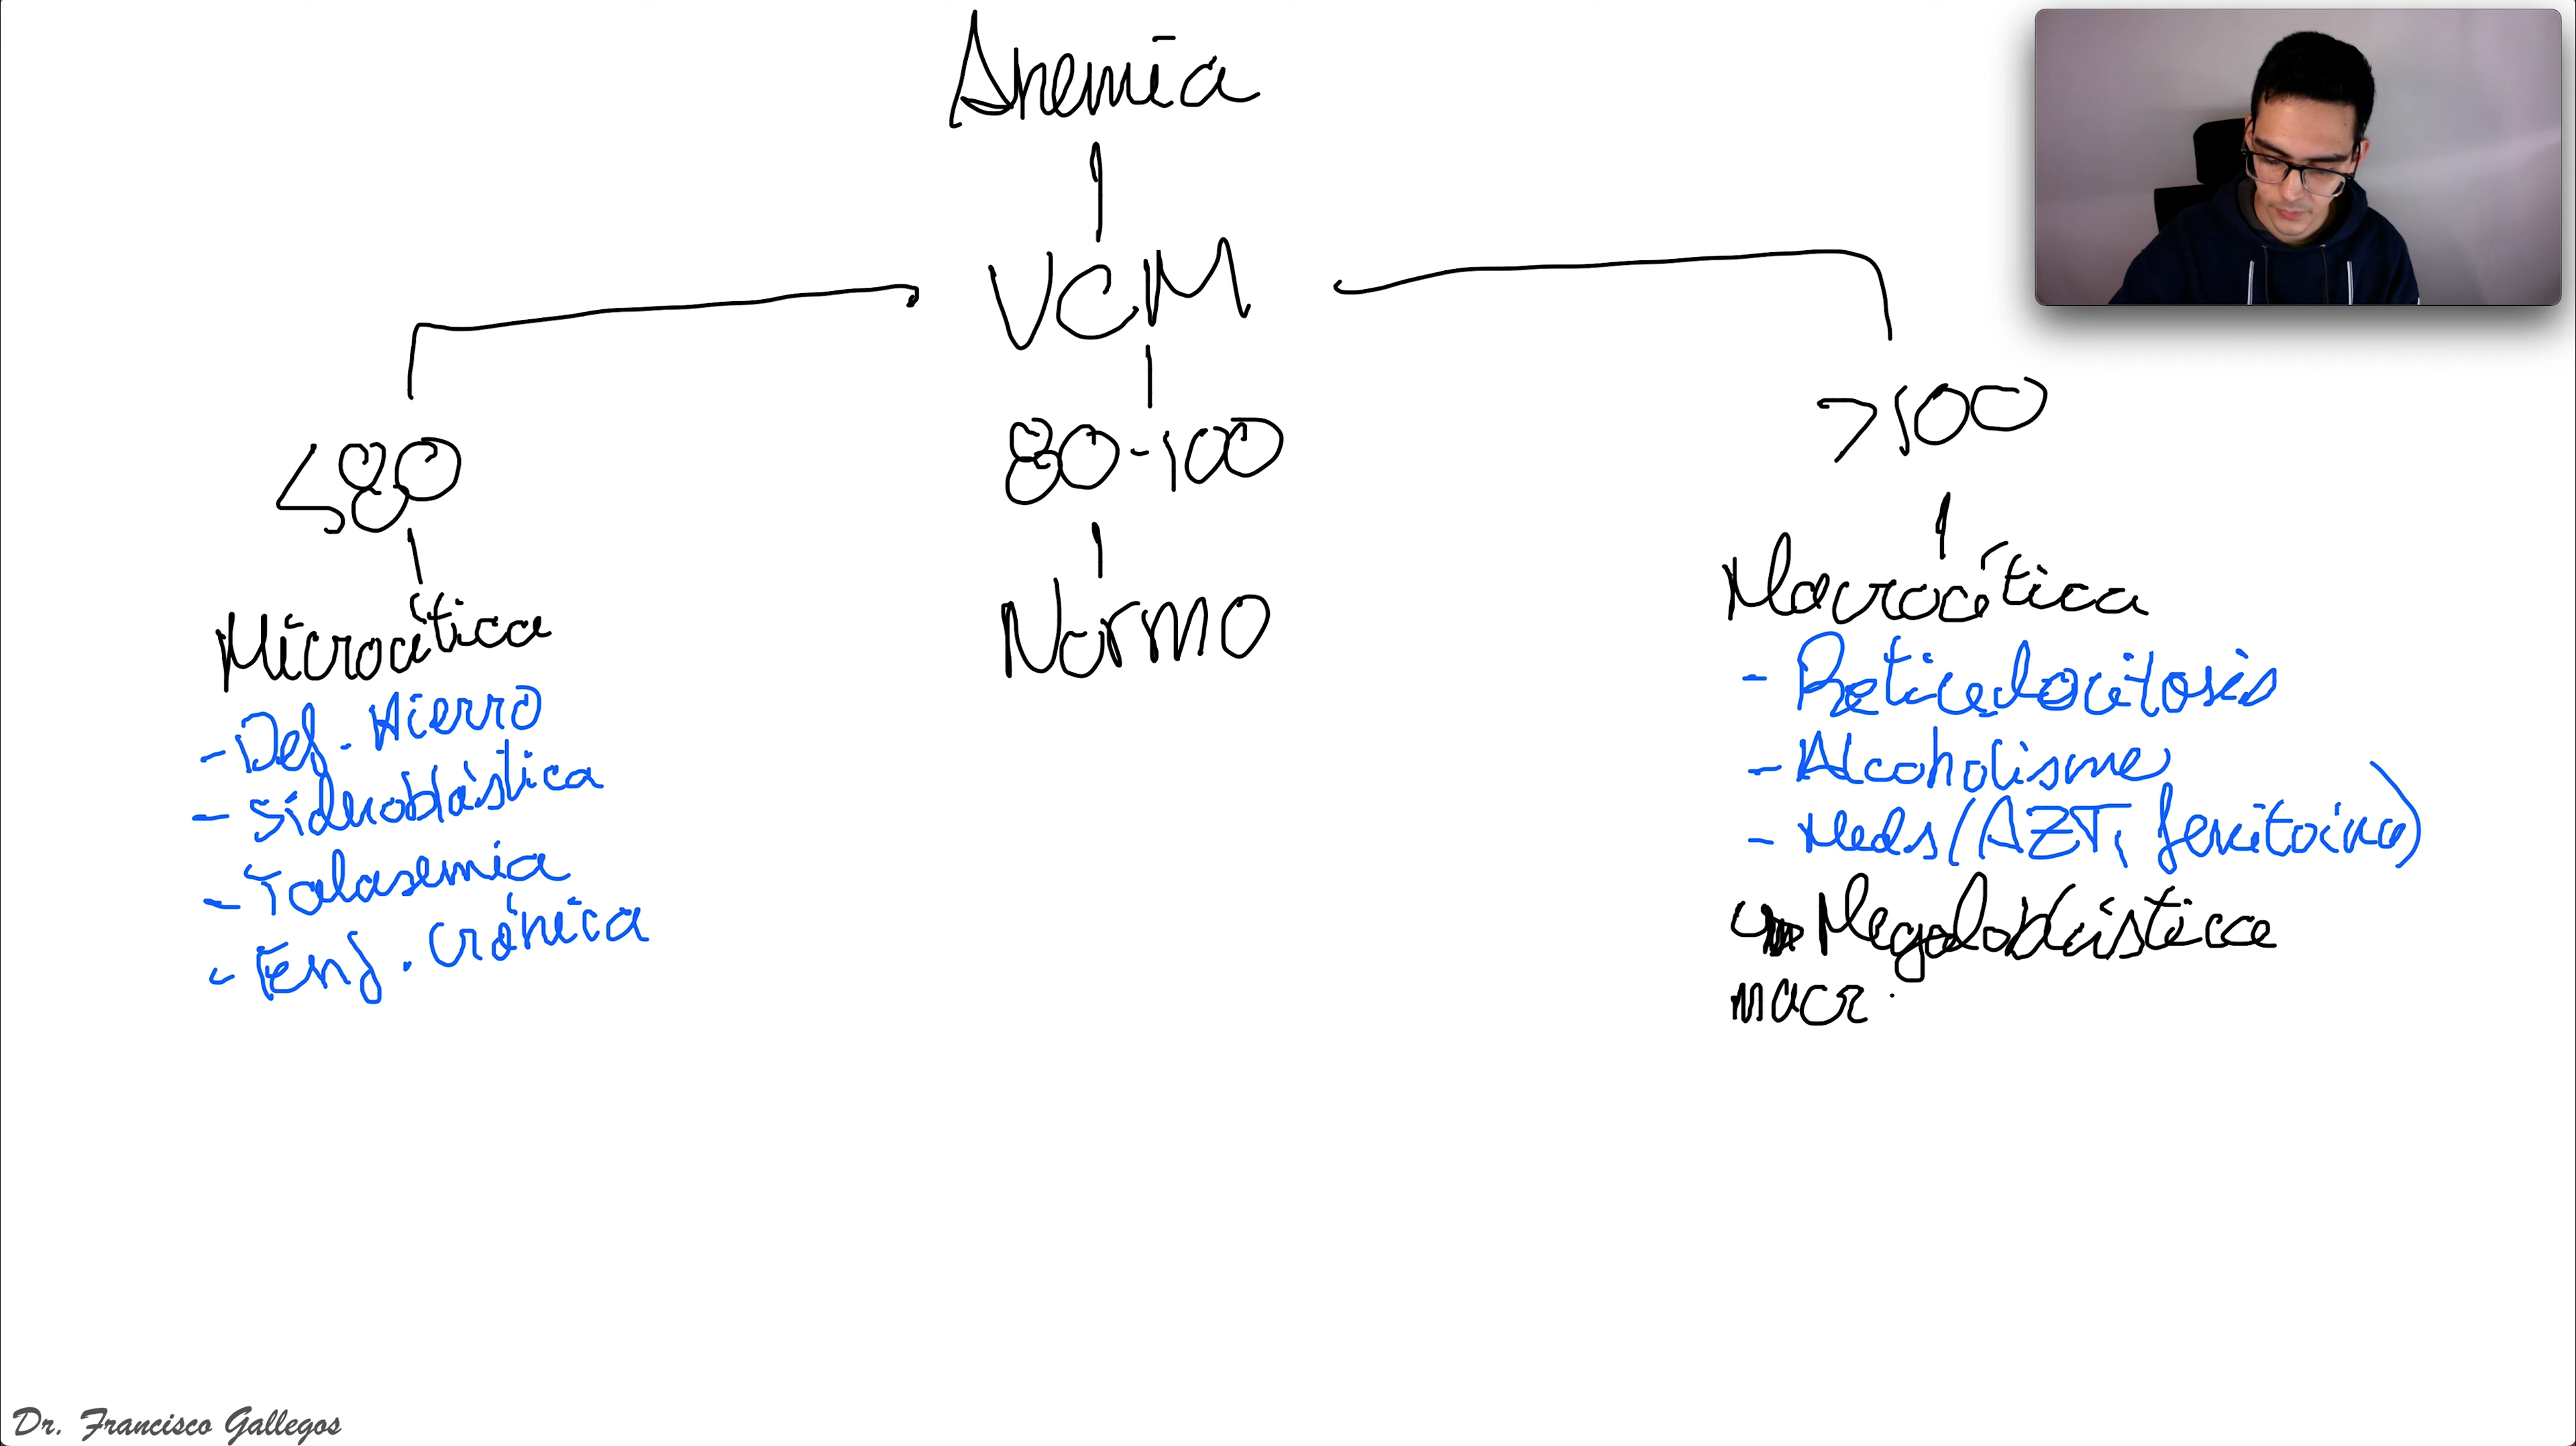 Anemia
VCM
<80
80-100
>100
Microcítica
Normo
Macrocítica
- Def. Hierro
- Sideroblástica
- Talasemia
- Enf. Crónica
- Reticulocitosis
- Alcoholismo
- Meds (AZT, fenitoína)
Megaloblástica
macr
Dr. Francisco Gallegos